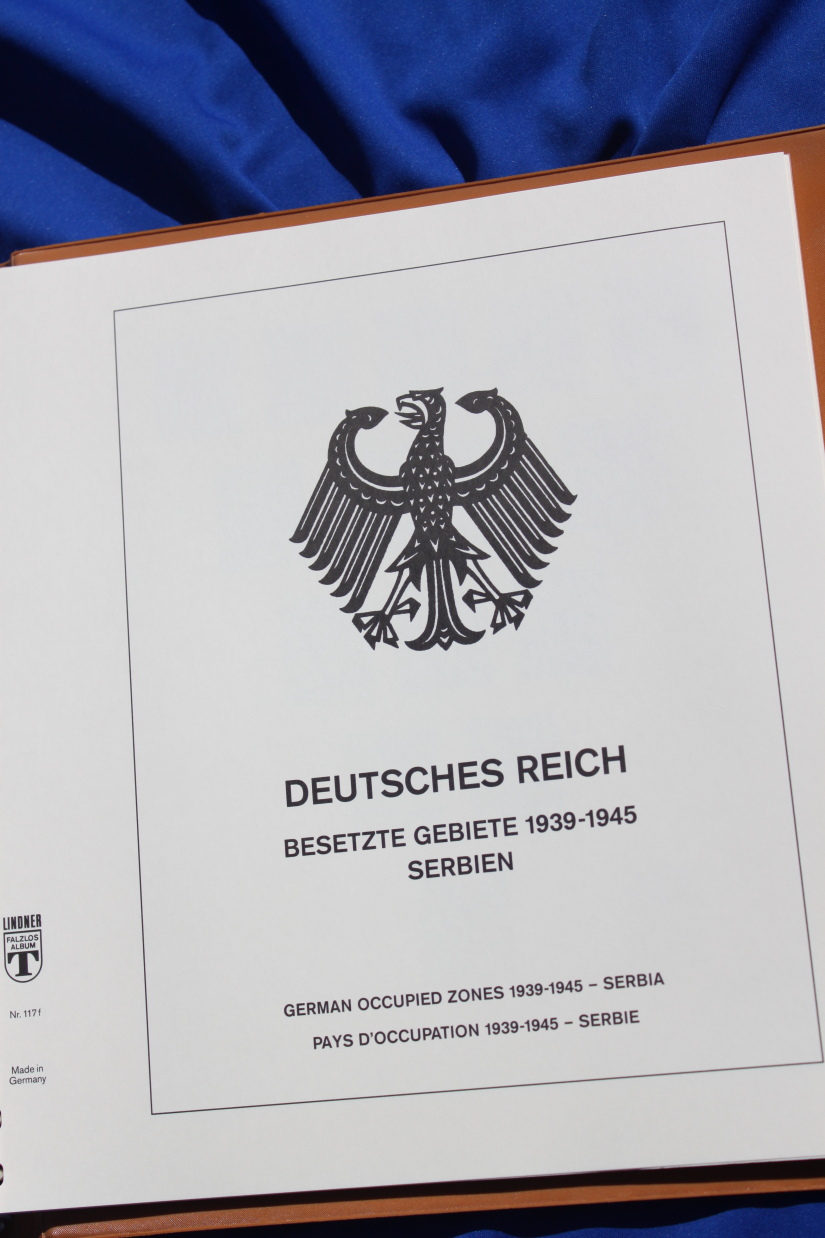 DEUTSCHES REICH
BESETZTE GEBIETE 1939-1945
SERBIEN
GERMAN OCCUPIED ZONES 1939-1945 – SERBIA
PAYS D'OCCUPATION 1939-1945 – SERBIE
LINDNER
FALZLOS
ALBUM
T
Nr. 117f
Made in
Germany